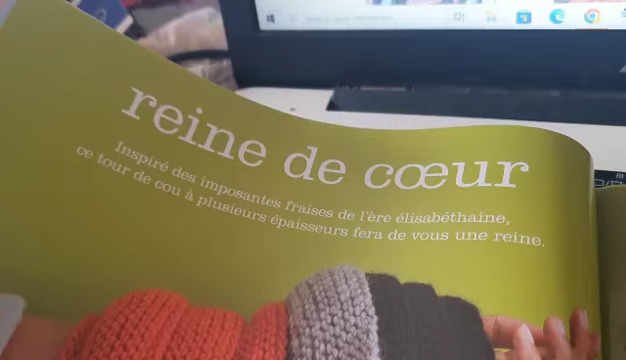 reine de cœur
Inspiré des imposantes fraises de l'ère élisabéthaine,
ce tour de cou à plusieurs épaisseurs fera de vous une reine.